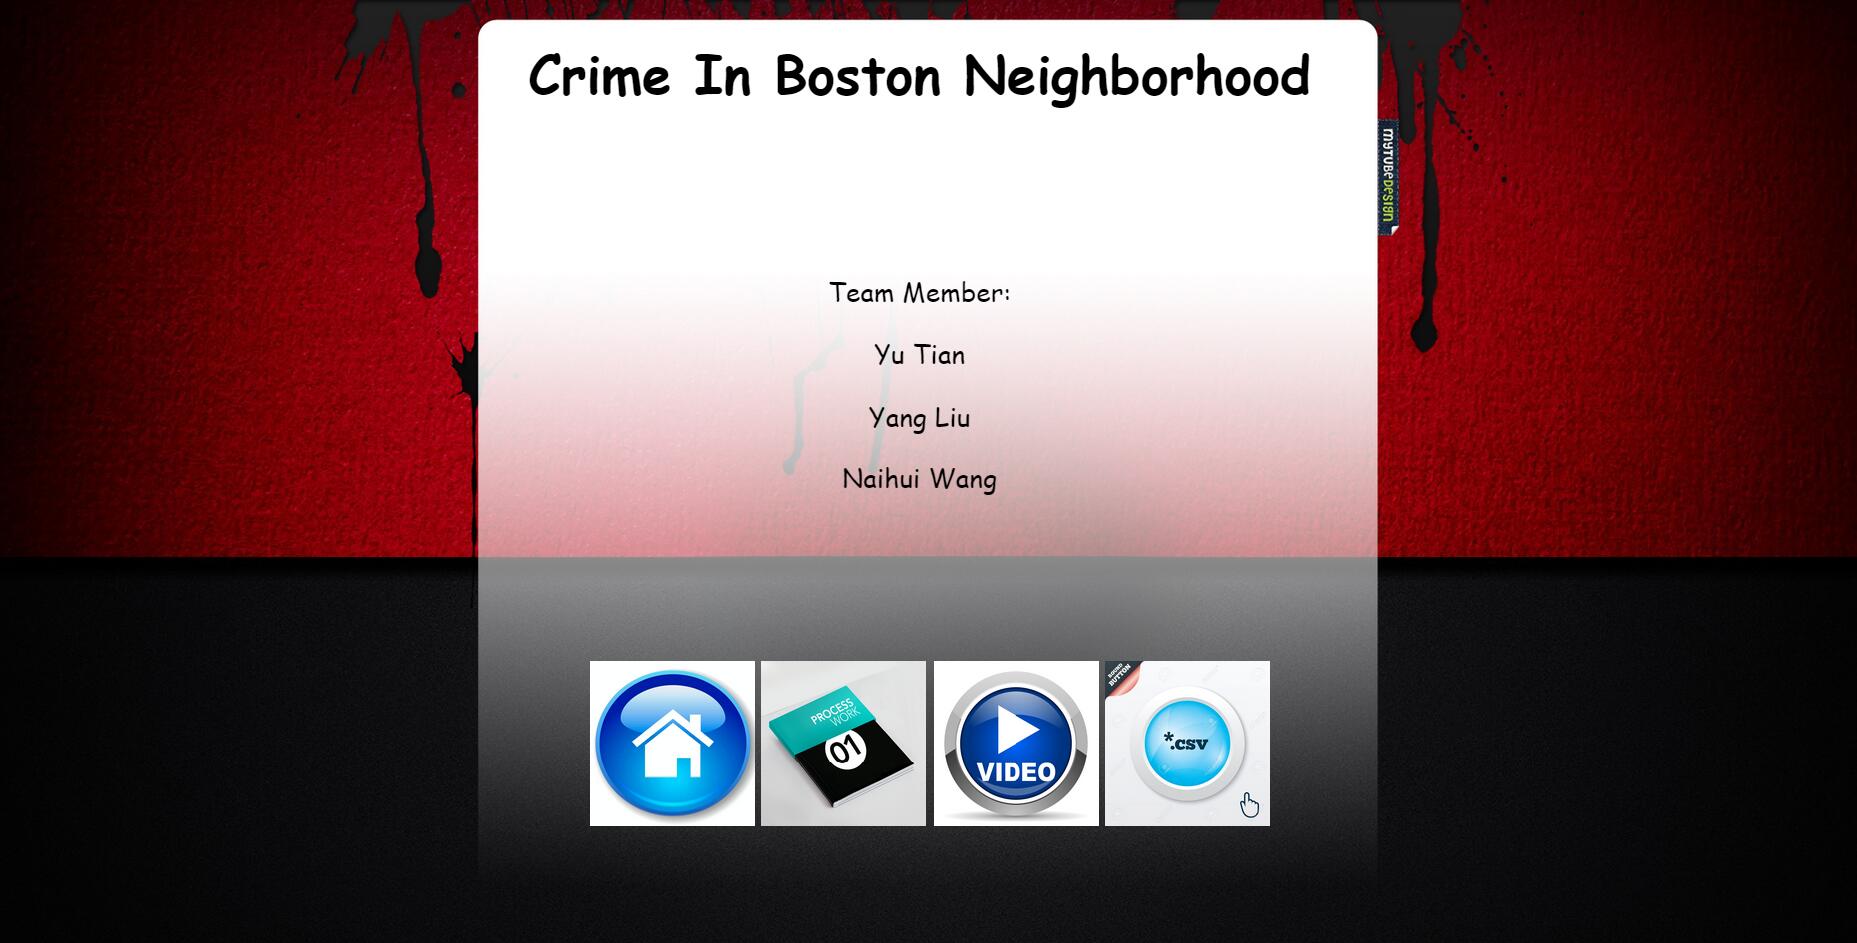 Crime In Boston Neighborhood
MYTUBEDESIGN
Team Member:
Yu Tian
Yang Liu
Naihui Wang
PROCESS
WORK
01
VIDEO
ROUND
BUTTON
*.csv